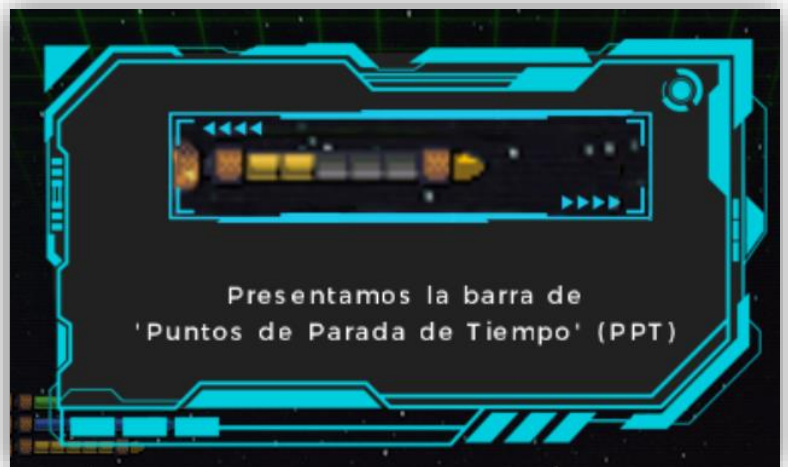 Presentamos la barra de
'Puntos de Parada de Tiempo' (PPT)